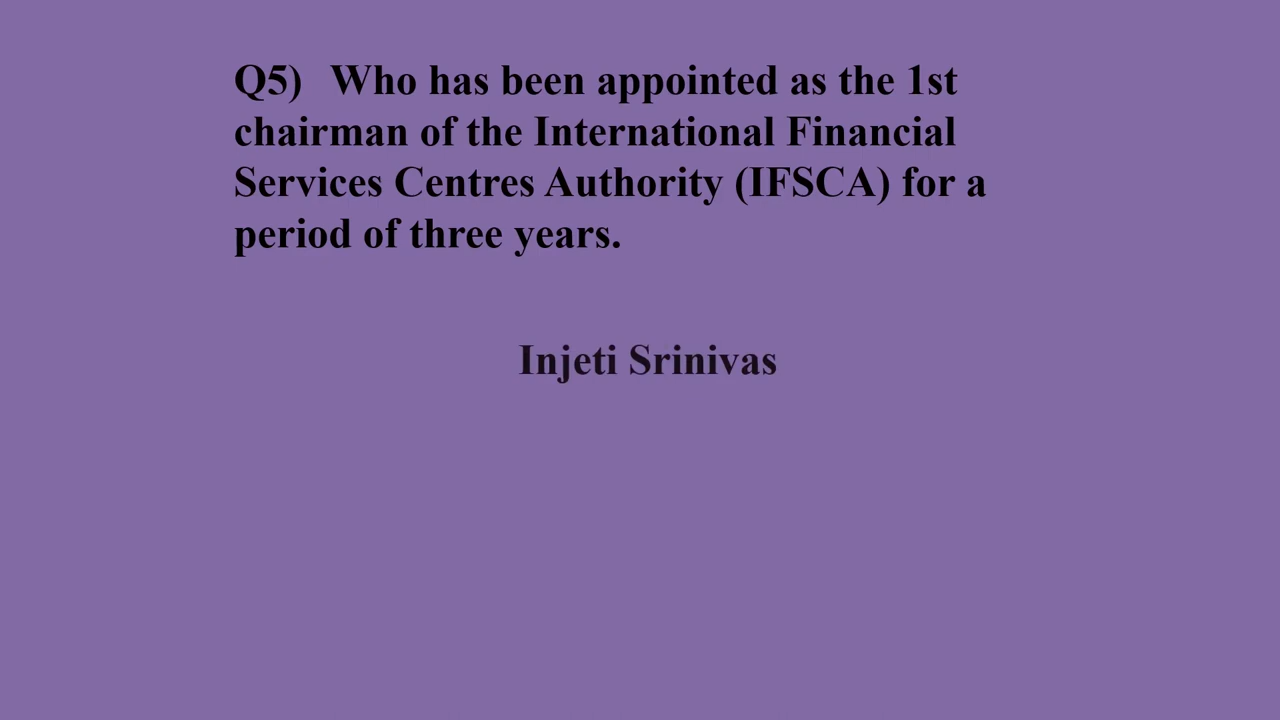 Q5) Who has been appointed as the 1st
chairman of the International Financial
Services Centres Authority (IFSCA) for a
period of three years.
Injeti Srinivas